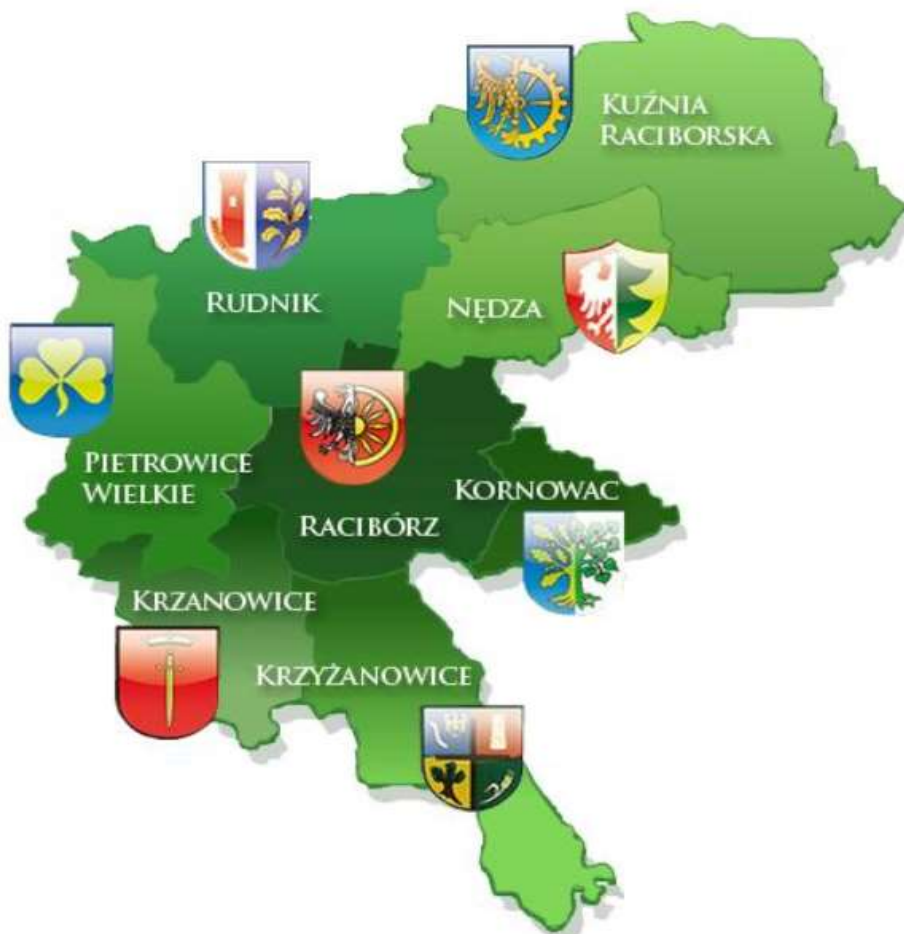 KUŹNIA
RACIBORSKA
RUDNIK
NĘDZA
PIETROWICE
WIELKIE
KORNOWAC
RACIBÓRZ
KRZANOWICE
KRZYŻANOWICE